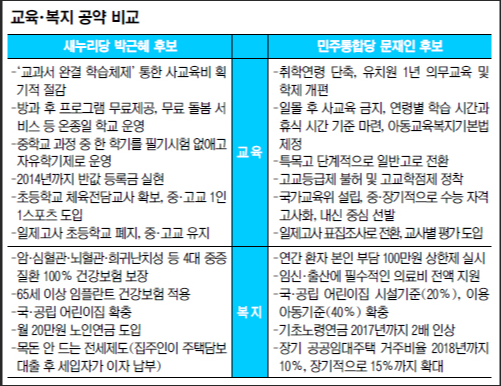 교육·복지 공약 비교
새누리당 박근혜 후보
민주통합당 문재인 후보
-'교과서 완결 학습체제' 통한 사교육비 획
기적 절감
-방과 후 프로그램 무료제공, 무료 돌봄 서
비스 등 온종일 학교 운영
-중학교 과정 중 한 학기를 필기시험 없애고
자유학기제로 운영
-2014년까지 반값 등록금 실현
-초등학교 체육전담교사 확보, 중·고교 1인
1스포츠 도입
-일제고사 초등학교 폐지, 중·고교 유지
교육
-취학연령 단축, 유치원 1년 의무교육 및
학제 개편
-일몰 후 사교육 금지, 연령별 학습 시간과
휴식 시간 기준 마련, 아동교육복지기본법
제정
-특목고 단계적으로 일반고로 전환
-고교등급제 불허 및 고교학점제 정착
-국가교육위 설립, 중·장기적으로 수능 자격
고사화, 내신 중심 선발
-일제고사 표집조사로 전환, 교사별 평가 도입
-암·심혈관·뇌혈관·희귀난치성 등 4대 중증
질환 100% 건강보험 보장
-65세 이상 임플란트 건강보험 적용
-국·공립 어린이집 확충
-월 20만원 노인연금 도입
-목돈 안 드는 전세제도(집주인이 주택담보
대출 후 세입자가 이자 납부)
복지
-연간 환자 본인 부담 100만원 상한제 실시
-임신·출산에 필수적인 의료비 전액 지원
-국·공립 어린이집 시설기준(20%), 이용
아동기준(40%) 확충
-기초노령연금 2017년까지 2배 인상
-장기 공공임대주택 거주비율 2018년까지
10%, 장기적으로 15%까지 확대